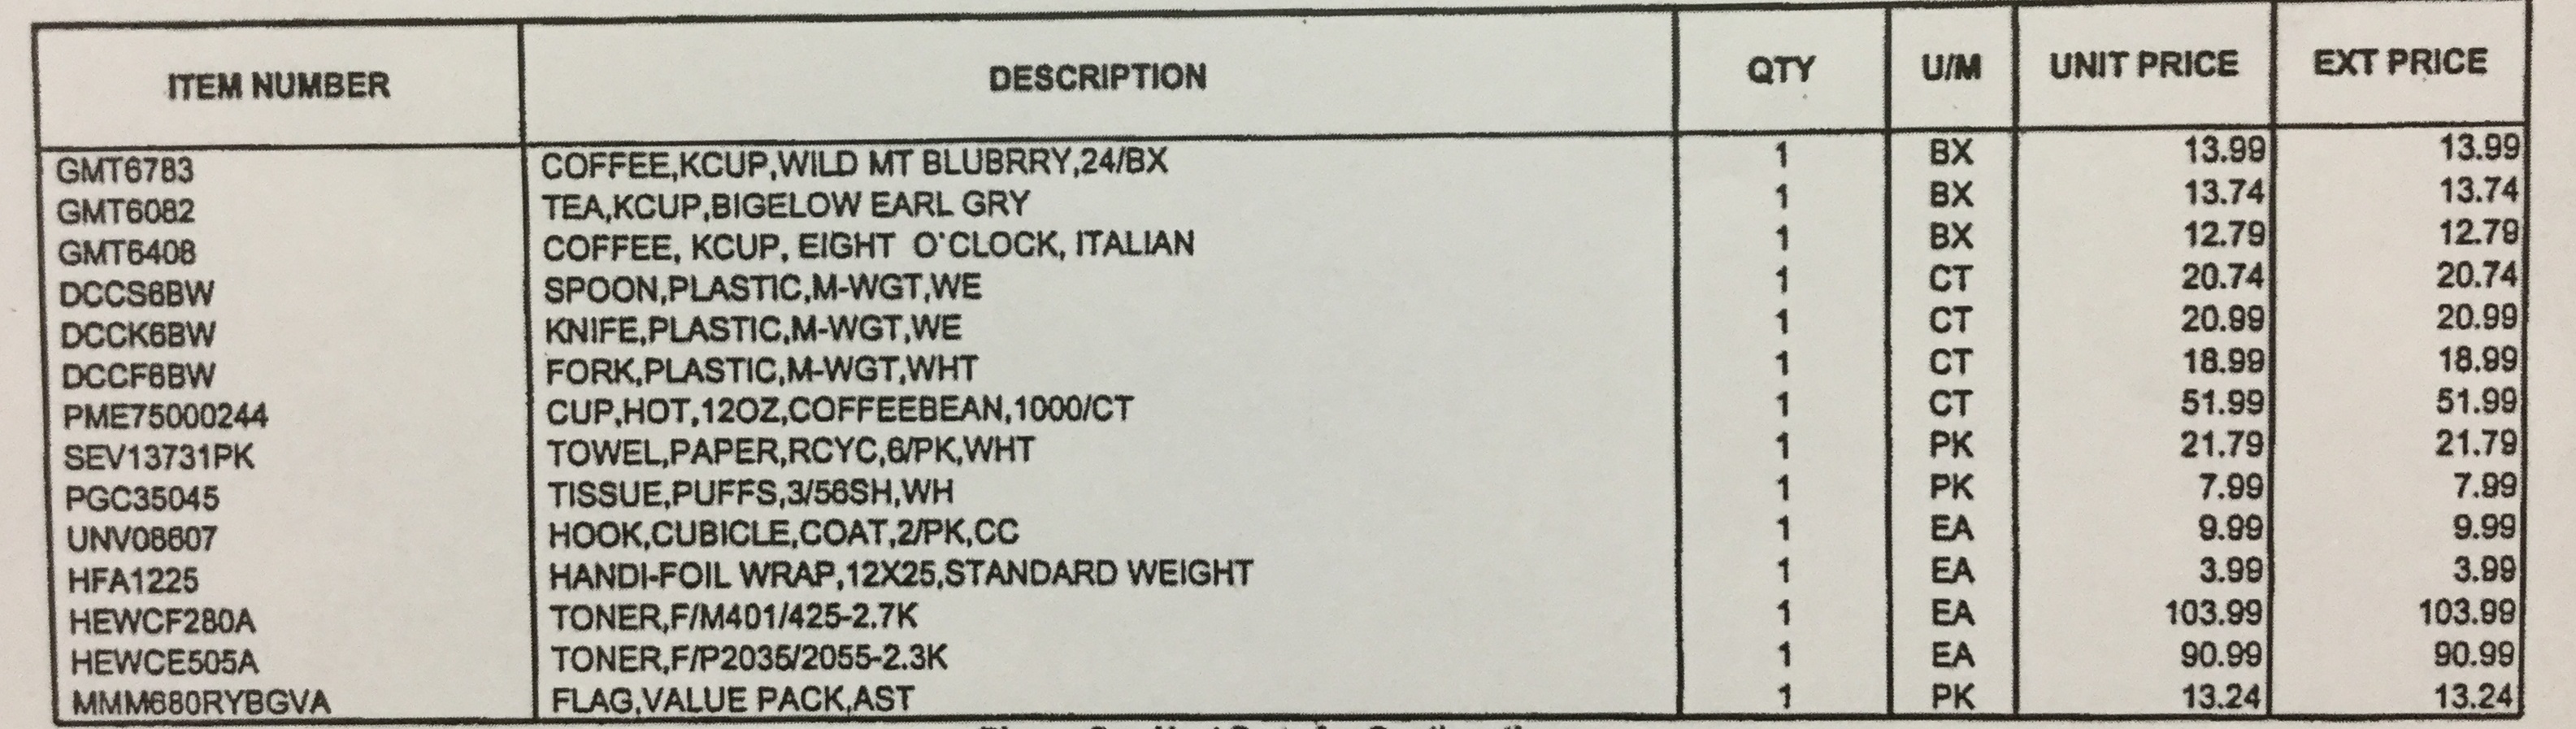 ITEM NUMBER DESCRIPTION QTY U/M UNIT PRICE EXT PRICE
GMT6783 COFFEE,KCUP,WILD MT BLUBRRY,24/BX 1 BX 13.99 13.99
GMT6082 TEA,KCUP,BIGELOW EARL GRY 1 BX 13.74 13.74
GMT6408 COFFEE, KCUP, EIGHT O'CLOCK, ITALIAN 1 BX 12.79 12.79
DCCS6BW SPOON,PLASTIC,M-WGT,WE 1 CT 20.74 20.74
DCCK6BW KNIFE,PLASTIC,M-WGT,WE 1 CT 20.99 20.99
DCCF6BW FORK,PLASTIC,M-WGT,WHT 1 CT 18.99 18.99
PME75000244 CUP,HOT,12OZ,COFFEEBEAN,1000/CT 1 CT 51.99 51.99
SEV13731PK TOWEL,PAPER,RCYC,6/PK,WHT 1 PK 21.79 21.79
PGC35045 TISSUE,PUFFS,3/56SH,WH 1 PK 7.99 7.99
UNV08607 HOOK,CUBICLE,COAT,2/PK,CC 1 EA 9.99 9.99
HFA1225 HANDI-FOIL WRAP,12X25,STANDARD WEIGHT 1 EA 3.99 3.99
HEWCF280A TONER,F/M401/425-2.7K 1 EA 103.99 103.99
HEWCE505A TONER,F/P2035/2055-2.3K 1 EA 90.99 90.99
MMM680RYBGVA FLAG,VALUE PACK,AST 1 PK 13.24 13.24